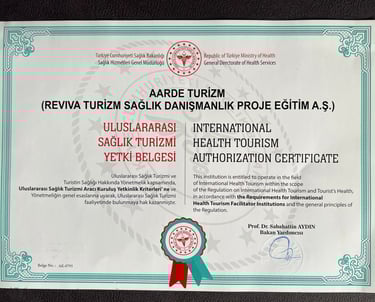 Türkiye Cumhuriyeti Sağlık Bakanlığı
Sağlık Hizmetleri Genel Müdürlüğü
Republic of Türkiye Ministry of Health
General Directorate of Health Services
AARDE TURİZM
(REVIVA TURİZM SAĞLIK DANIŞMANLIK PROJE EĞİTİM A.Ş.)
ULUSLARARASI
SAĞLIK TURİZMİ
YETKİ BELGESİ
INTERNATIONAL
HEALTH TOURISM
AUTHORIZATION CERTIFICATE
Uluslararası Sağlık Turizmi ve
Turistin Sağlığı Hakkında Yönetmelik kapsamında,
Uluslararası Sağlık Turizmi Aracı Kuruluş Yetkinlik Kriterleri' ne ve
Yönetmeliğin genel esaslarına uyarak, Uluslararası Sağlık Turizmi
faaliyetinde bulunmaya hak kazanmıştır.
This institution is entitled to operate in the field
of International Health Tourism within the scope
of the Regulation on International Health Tourism and Tourist's Health,
in accordance with the Requirements for International
Health Tourism Facilitator Institutions and the general principles of
the Regulation.
Prof. Dr. Sabahattin AYDIN
Bakan Yardımcısı
Belge No: : AK-0795